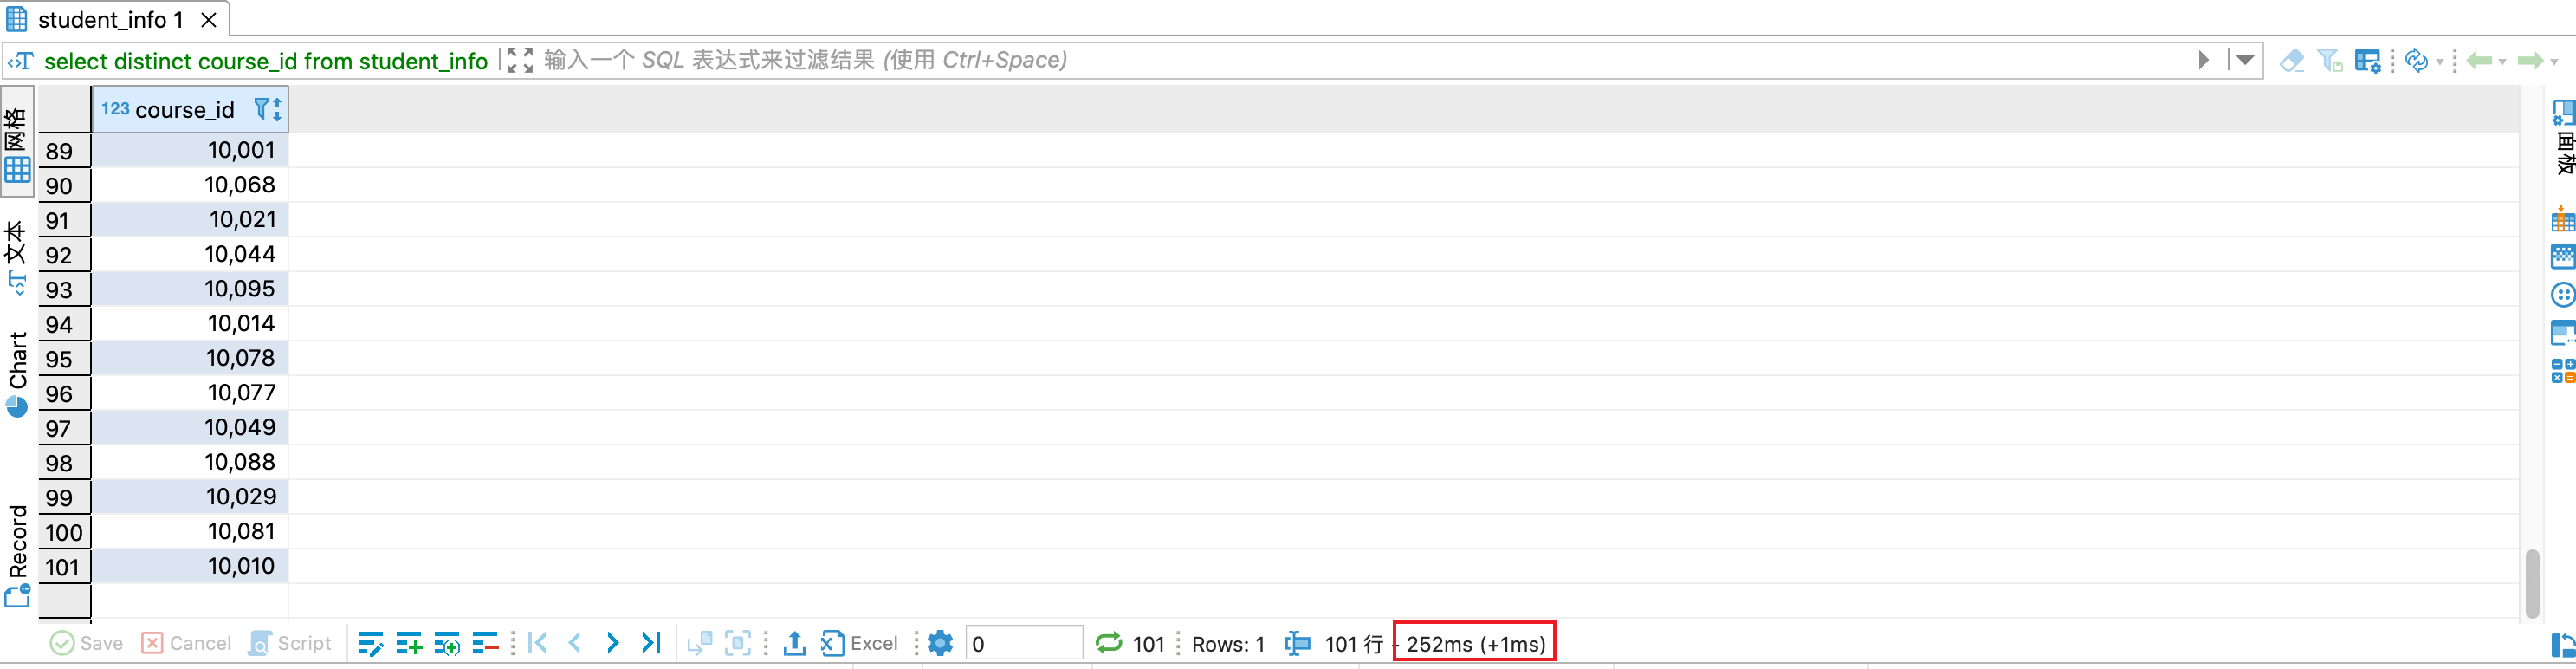 student_info 1
select distinct course_id from student_info
输入一个 SQL 表达式来过滤结果 (使用 Ctrl+Space)
网格
文本
Chart
Record
面板
123 course_id
89 10,001
90 10,068
91 10,021
92 10,044
93 10,095
94 10,014
95 10,078
96 10,077
97 10,049
98 10,088
99 10,029
100 10,081
101 10,010
Save Cancel Script Excel 0 101 Rows: 1 101 行 - 252ms (+1ms)